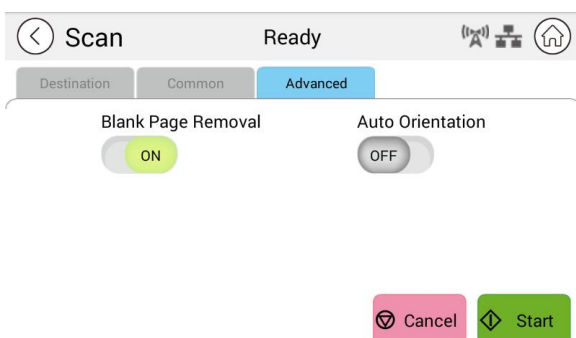 Scan Ready
Destination Common Advanced
Blank Page Removal Auto Orientation
ON OFF
Cancel Start